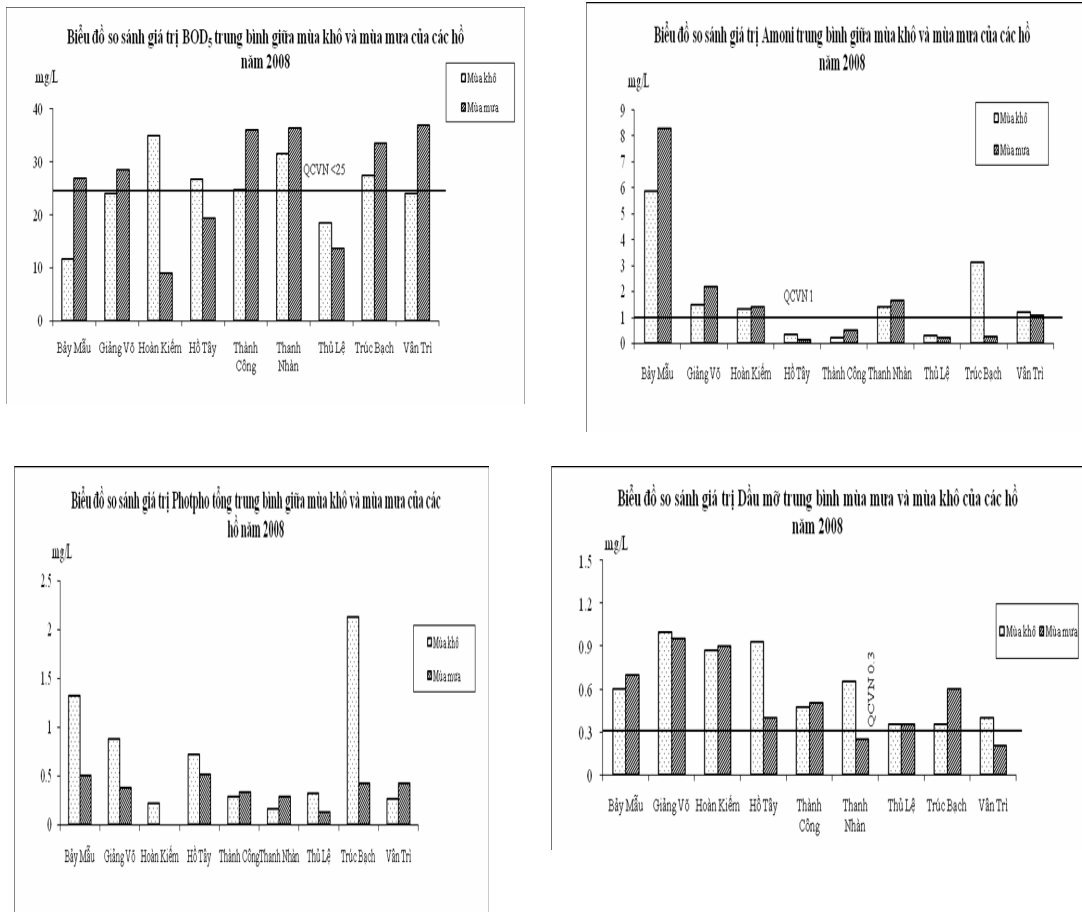 Biểu đồ so sánh giá trị BOD₅ trung bình giữa mùa khô và mùa mưa của các hồ
năm 2008
mg/L
Mùa khô
Mùa mưa
40
30
20
10
0
QCVN <25
Bảy Mẫu Giảng Võ Hoàn Kiếm Hồ Tây Thành Thanh Thủ Lệ Trúc Bạch Vân Trì
Công Nhàn
Biểu đồ so sánh giá trị Amoni trung bình giữa mùa khô và mùa mưa của các hồ
năm 2008
mg/L
Mùa khô
Mùa mưa
9
8
7
6
5
4
3
2
1
0
QCVN 1
Bảy Mẫu Giảng Võ Hoàn Kiếm Hồ Tây Thành Công Thanh Nhàn Thủ Lệ Trúc Bạch Vân Trì
Biểu đồ so sánh giá trị Photpho tổng trung bình giữa mùa khô và mùa mưa của các
hồ năm 2008
mg/L
2.5
2
1.5
1
0.5
0
Mùa khô
Mùa mưa
Bảy Mẫu Giảng Võ Hoàn Kiếm Hồ Tây Thành Công Thanh Nhàn Thủ Lệ Trúc Bạch Vân Trì
Biểu đồ so sánh giá trị Dầu mỡ trung bình mùa mưa và mùa khô của các hồ
năm 2008
mg/L
1.5
1.2
0.9
0.6
0.3
0
Mùa khô Mùa mưa
QCVN 0.3
Bảy Mẫu Giảng Võ Hoàn Kiếm Hồ Tây Thành Thanh Thủ Lệ Trúc Bạch Vân Trì
Công Nhàn